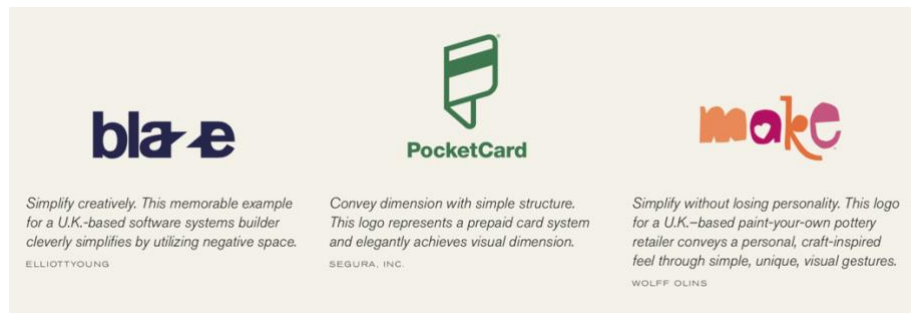 blaze
PocketCard
make
Simplify creatively. This memorable example
for a U.K.-based software systems builder
cleverly simplifies by utilizing negative space.
ELLIOTTYOUNG
Convey dimension with simple structure.
This logo represents a prepaid card system
and elegantly achieves visual dimension.
SEGURA, INC.
Simplify without losing personality. This logo
for a U.K.–based paint-your-own pottery
retailer conveys a personal, craft-inspired
feel through simple, unique, visual gestures.
WOLFF OLINS